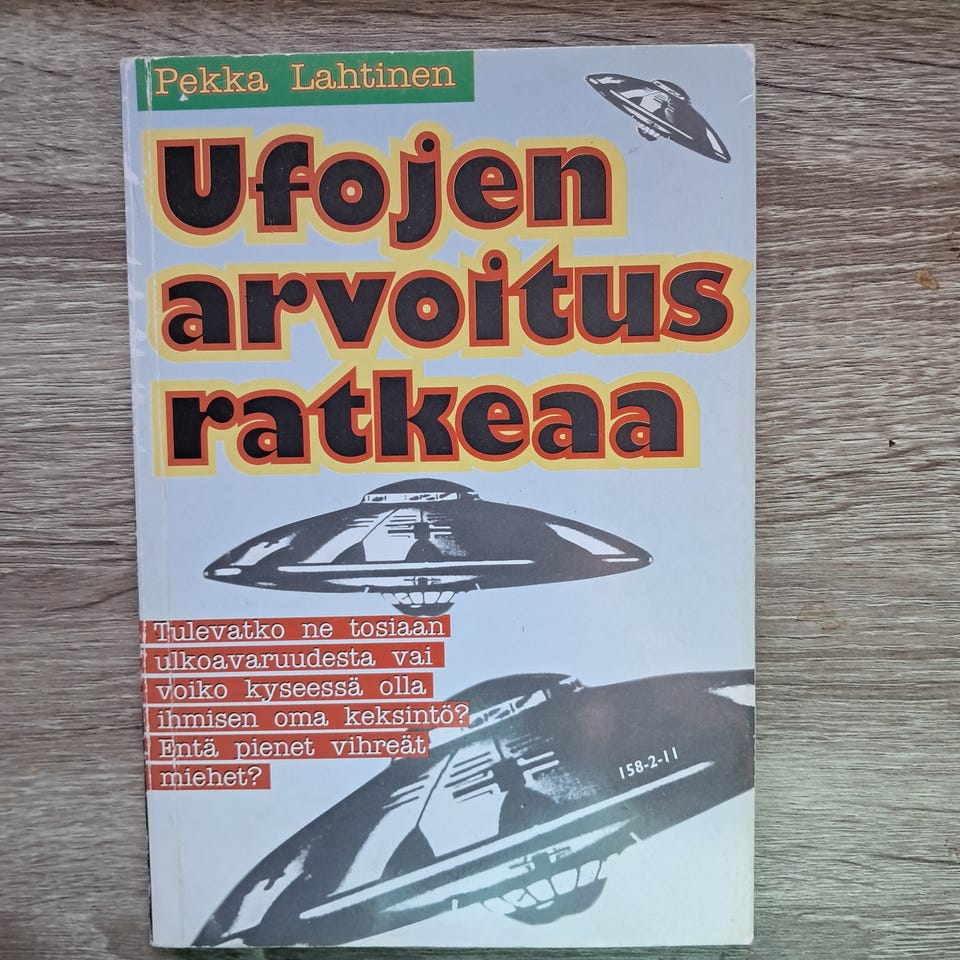 Pekka Lahtinen
Ufojen
arvoitus
ratkeaa
Tulevatko ne tosiaan
ulkoavaruudesta vai
voiko kyseessä olla
ihmisen oma keksintö?
Entä pienet vihreät
miehet?
158-2-11